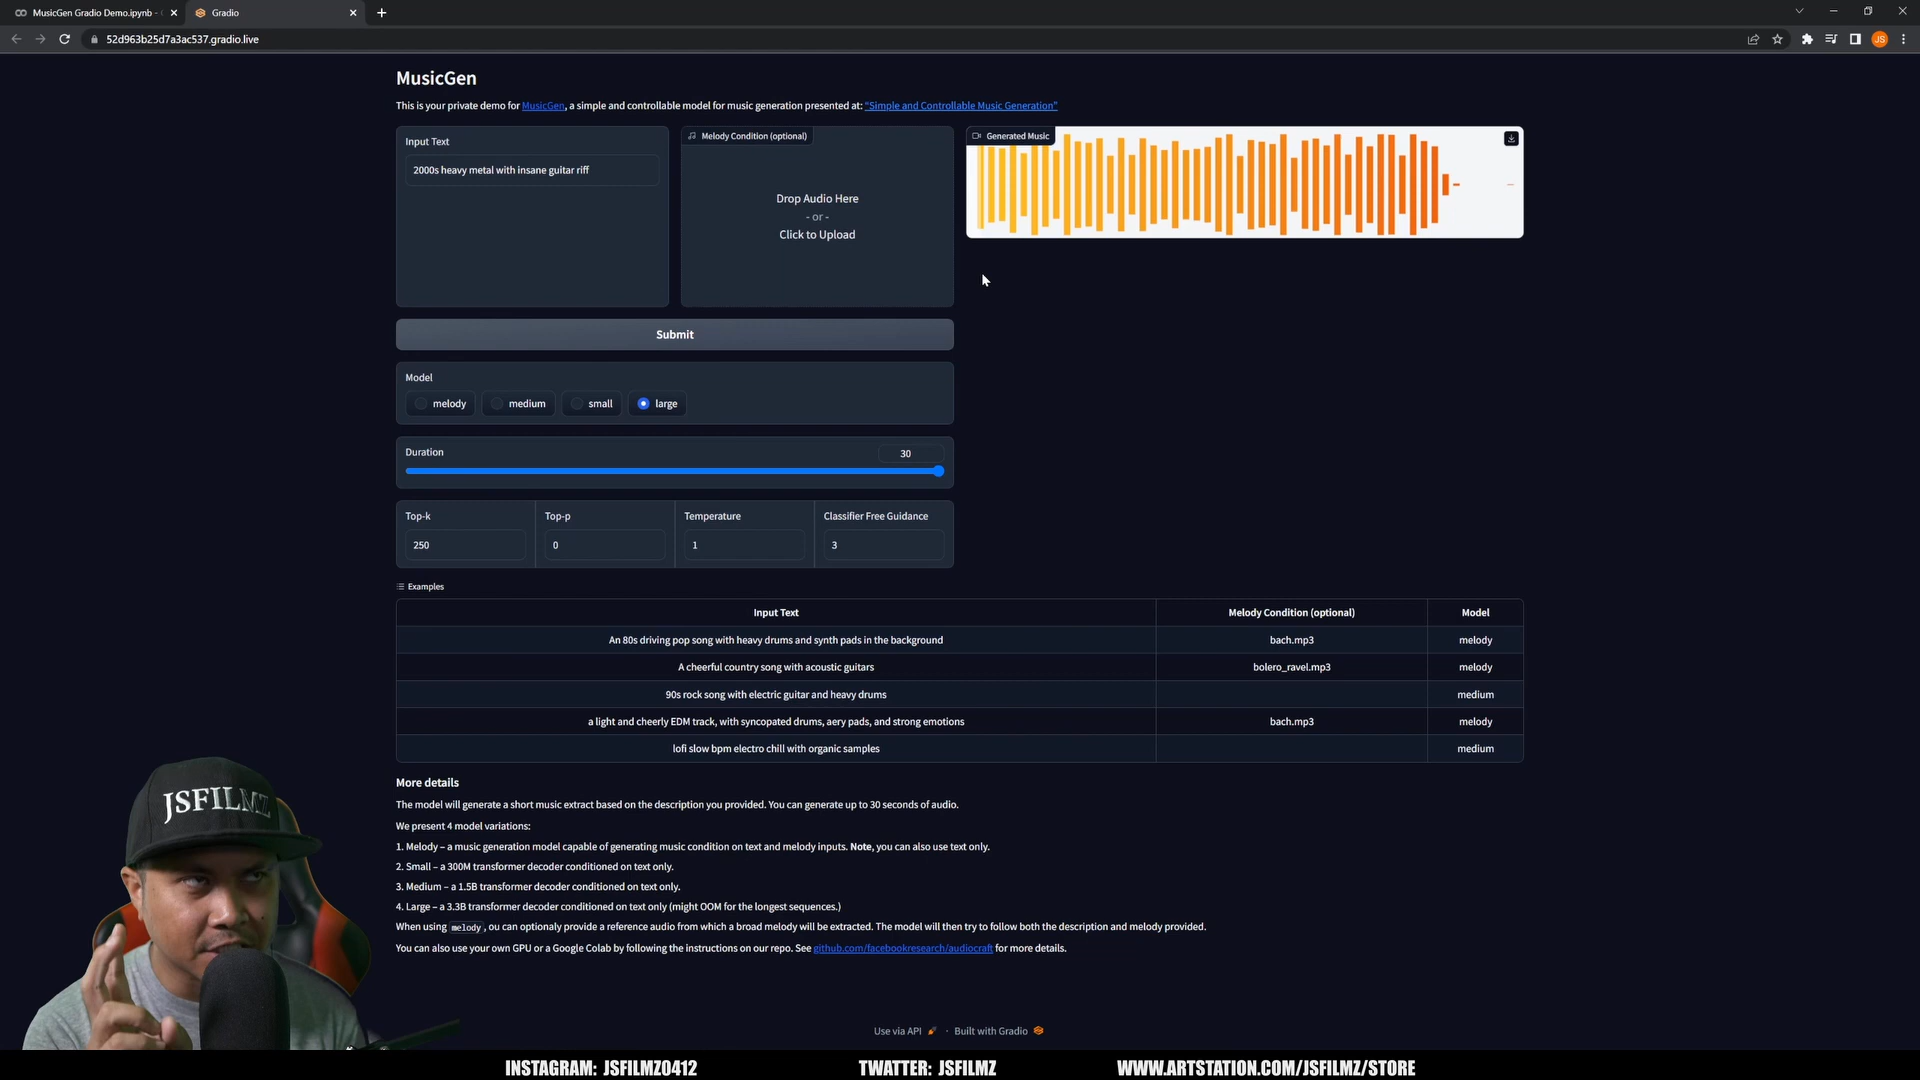 MusicGen Gradio Demo.ipynb -
Gradio
52d963b25d7a3ac537.gradio.live
JS
MusicGen
This is your private demo for MusicGen, a simple and controllable model for music generation presented at: "Simple and Controllable Music Generation"
Input Text
2000s heavy metal with insane guitar riff
Melody Condition (optional)
Drop Audio Here
- or -
Click to Upload
Generated Music
Submit
Model
melody medium small large
Duration
30
Top-k Top-p Temperature Classifier Free Guidance
250 0 1 3
Examples
Input Text Melody Condition (optional) Model
An 80s driving pop song with heavy drums and synth pads in the background bach.mp3 melody
A cheerful country song with acoustic guitars bolero_ravel.mp3 melody
90s rock song with electric guitar and heavy drums medium
a light and cheerly EDM track, with syncopated drums, aery pads, and strong emotions bach.mp3 melody
lofi slow bpm electro chill with organic samples medium
More details
The model will generate a short music extract based on the description you provided. You can generate up to 30 seconds of audio.
We present 4 model variations:
1. Melody – a music generation model capable of generating music condition on text and melody inputs. Note, you can also use text only.
2. Small – a 300M transformer decoder conditioned on text only.
3. Medium – a 1.5B transformer decoder conditioned on text only.
4. Large – a 3.3B transformer decoder conditioned on text only (might OOM for the longest sequences.)
When using melody, ou can optionaly provide a reference audio from which a broad melody will be extracted. The model will then try to follow both the description and melody provided.
You can also use your own GPU or a Google Colab by following the instructions on our repo. See github.com/facebookresearch/audiocraft for more details.
JSFILMZ
Use via API · Built with Gradio
INSTAGRAM: JSFILMZ0412 TWATTER: JSFILMZ WWW.ARTSTATION.COM/JSFILMZ/STORE